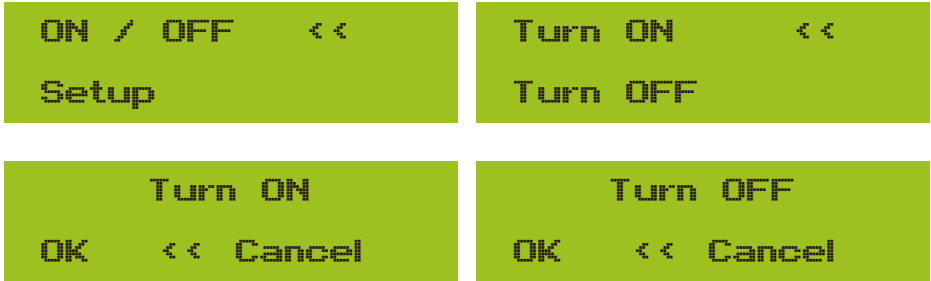 ON / OFF <<
Setup
Turn ON <<
Turn OFF
Turn ON
OK << Cancel
Turn OFF
OK << Cancel